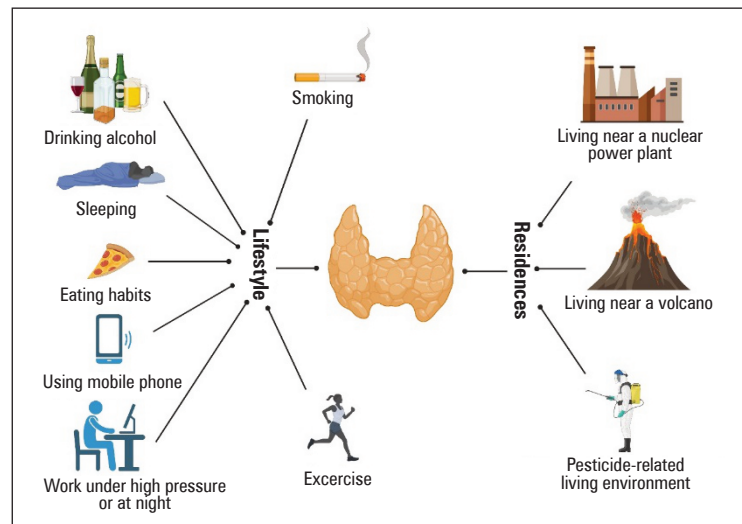 Smoking
Drinking alcohol
Living near a nuclear
power plant
Sleeping
Lifestyle
Residences
Eating habits
Living near a volcano
Using mobile phone
Work under high pressure
or at night
Excercise
Pesticide-related
living environment